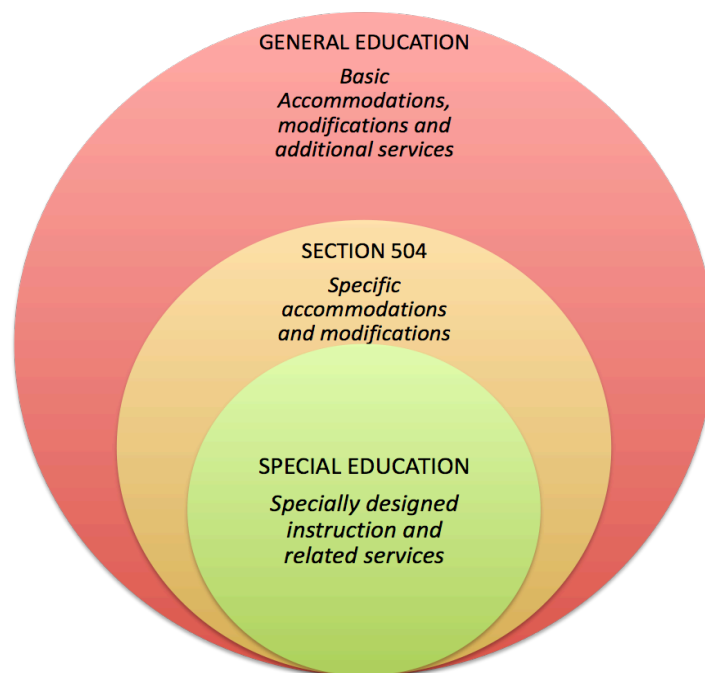 GENERAL EDUCATION
Basic
Accommodations,
modifications and
additional services
SECTION 504
Specific
accommodations
and modifications
SPECIAL EDUCATION
Specially designed
instruction and
related services